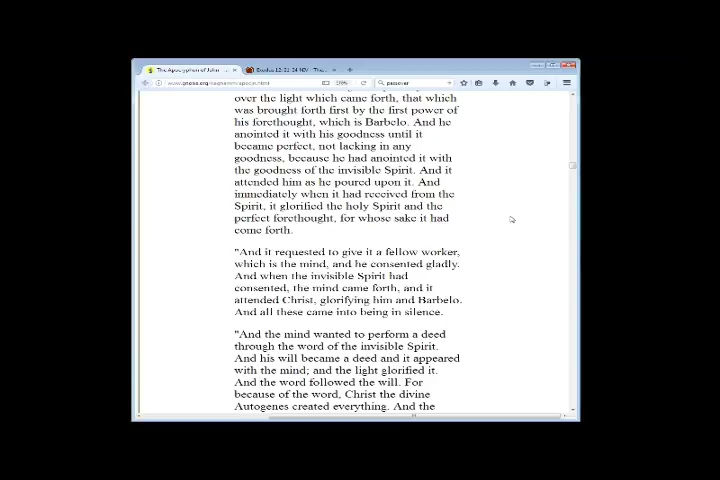 The Apocryphon of John
Exodus 12:21-24 NIV - The...
www.gnosis.org/naghamm/apocjn.html
passover
over the light which came forth, that which
was brought forth first by the first power of
his forethought, which is Barbelo. And he
anointed it with his goodness until it
became perfect, not lacking in any
goodness, because he had anointed it with
the goodness of the invisible Spirit. And it
attended him as he poured upon it. And
immediately when it had received from the
Spirit, it glorified the holy Spirit and the
perfect forethought, for whose sake it had
come forth.
"And it requested to give it a fellow worker,
which is the mind, and he consented gladly.
And when the invisible Spirit had
consented, the mind came forth, and it
attended Christ, glorifying him and Barbelo.
And all these came into being in silence.
"And the mind wanted to perform a deed
through the word of the invisible Spirit.
And his will became a deed and it appeared
with the mind; and the light glorified it.
And the word followed the will. For
because of the word, Christ the divine
Autogenes created everything. And the